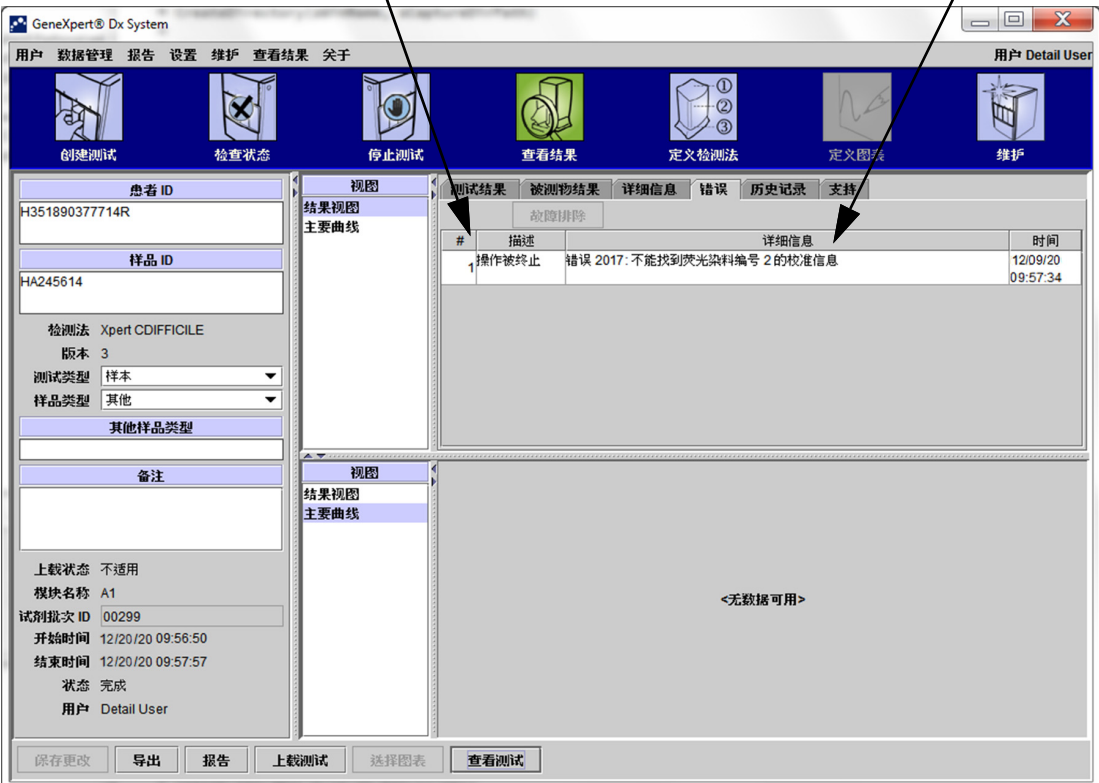 GeneXpert® Dx System
用户 数据管理 报告 设置 维护 查看结果 关于
用户 Detail User
创建测试 检查状态 停止测试 查看结果 定义检测法 定义图表 维护
患者 ID
H351890377714R
样品 ID
HA245614
检测法 Xpert CDIFFICILE
版本 3
测试类型 样本
样品类型 其他
其他样品类型
备注
上载状态 不适用
模块名称 A1
试剂批次 ID 00299
开始时间 12/20/20 09:56:50
结束时间 12/20/20 09:57:57
状态 完成
用户 Detail User
视图
结果视图
主要曲线
测试结果 被测物结果 详细信息 错误 历史记录 支持
故障排除
# 描述 详细信息 时间
1 操作被终止 错误 2017: 不能找到荧光染料编号 2 的校准信息 12/09/20
09:57:34
视图
结果视图
主要曲线
<无数据可用>
保存更改 导出 报告 上载测试 选择图表 查看测试